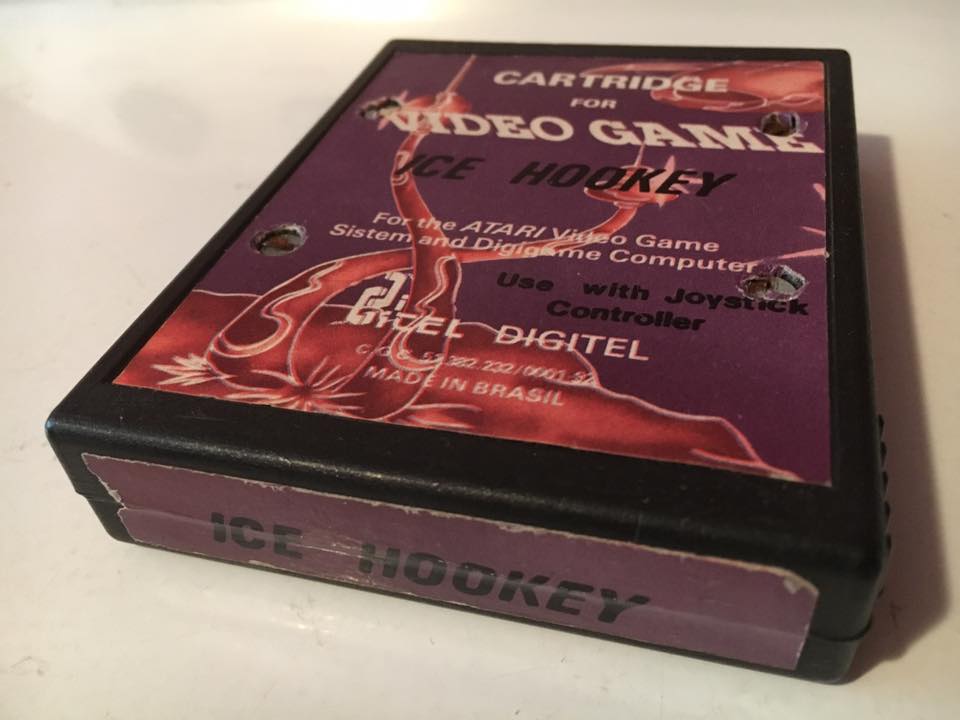 CARTRIDGE
FOR
VIDEO GAME
ICE HOOKEY
For the ATARI Video Game
Sistem and Digigame Computer
Use with Joystick
Controller
DIGITEL
MADE IN BRASIL
ICE HOOKEY